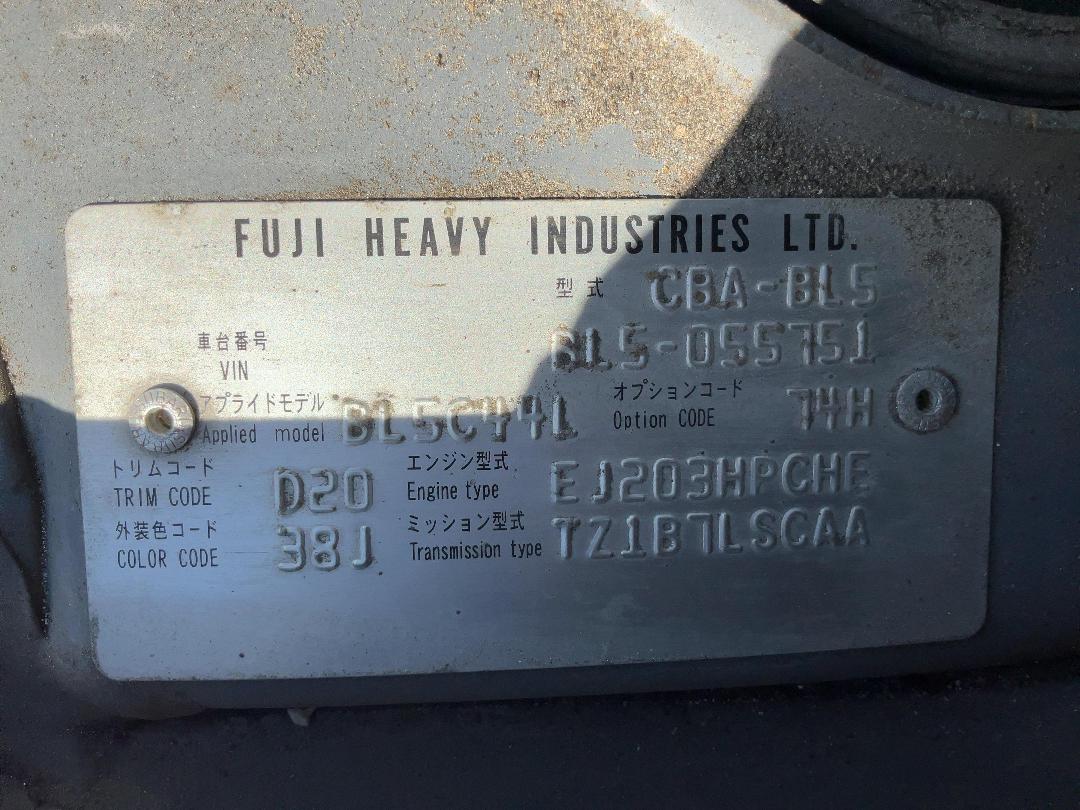 FUJI HEAVY INDUSTRIES LTD.
型式 CBA-BL5
車台番号 VIN BL5-055751
アプライドモデル Applied model BL5C44L オプションコード Option CODE 74H
トリムコード TRIM CODE D20 エンジン型式 Engine type EJ203HPCHE
外装色コード COLOR CODE 38J ミッション型式 Transmission type TZ1B7LSCAA